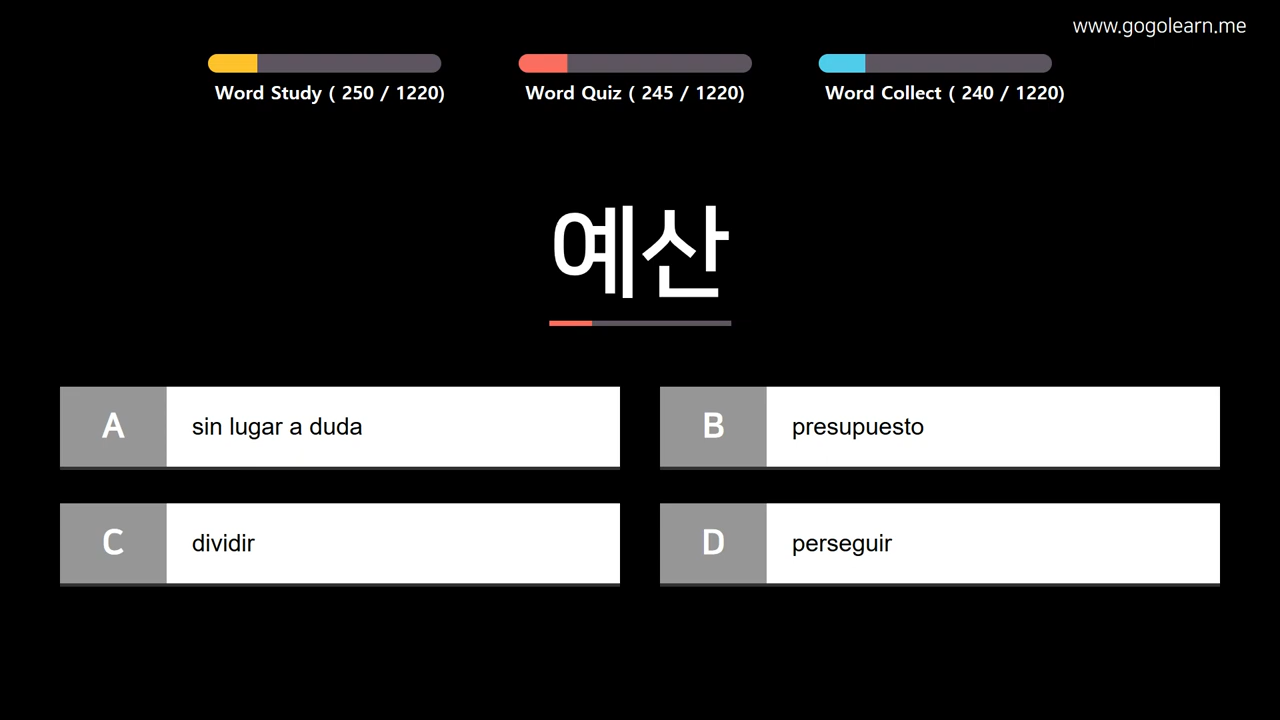 www.gogolearn.me
Word Study ( 250 / 1220)
Word Quiz ( 245 / 1220)
Word Collect ( 240 / 1220)
예산
A sin lugar a duda
B presupuesto
C dividir
D perseguir